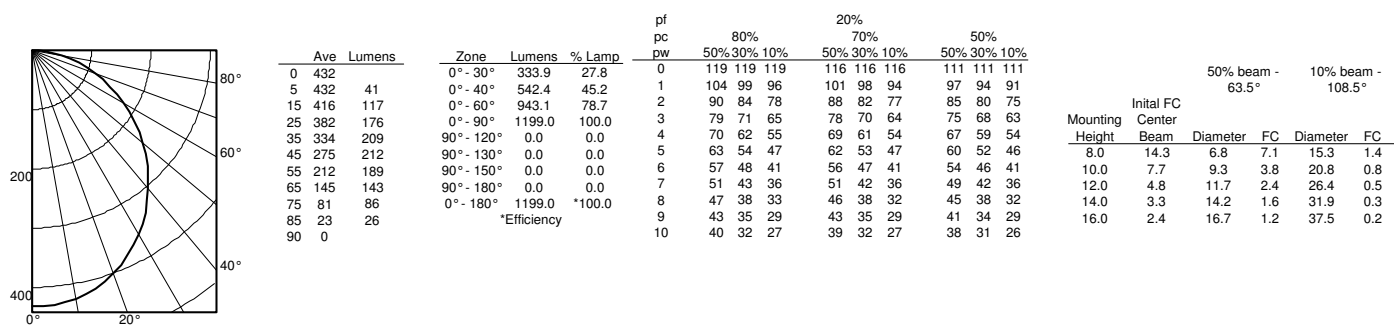 80°
60°
200
40°
400
0° 20°
Ave Lumens
0 432
5 432 41
15 416 117
25 382 176
35 334 209
45 275 212
55 212 189
65 145 143
75 81 86
85 23 26
90 0
Zone Lumens % Lamp
0°- 30° 333.9 27.8
0°- 40° 542.4 45.2
0°- 60° 943.1 78.7
0°- 90° 1199.0 100.0
90°- 120° 0.0 0.0
90°- 130° 0.0 0.0
90°- 150° 0.0 0.0
90°- 180° 0.0 0.0
0°- 180° 1199.0 *100.0
*Efficiency
pf 20%
pc 80% 70% 50%
pw 50% 30% 10% 50% 30% 10% 50% 30% 10%
0 119 119 119 116 116 116 111 111 111
1 104 99 96 101 98 94 97 94 91
2 90 84 78 88 82 77 85 80 75
3 79 71 65 78 70 64 75 68 63
4 70 62 55 69 61 54 67 59 54
5 63 54 47 62 53 47 60 52 46
6 57 48 41 56 47 41 54 46 41
7 51 43 36 51 42 36 49 42 36
8 47 38 33 46 38 32 45 38 32
9 43 35 29 43 35 29 41 34 29
10 40 32 27 39 32 27 38 31 26
50% beam - 10% beam -
63.5° 108.5°
Inital FC
Mounting Center
Height Beam Diameter FC Diameter FC
8.0 14.3 6.8 7.1 15.3 1.4
10.0 7.7 9.3 3.8 20.8 0.8
12.0 4.8 11.7 2.4 26.4 0.5
14.0 3.3 14.2 1.6 31.9 0.3
16.0 2.4 16.7 1.2 37.5 0.2